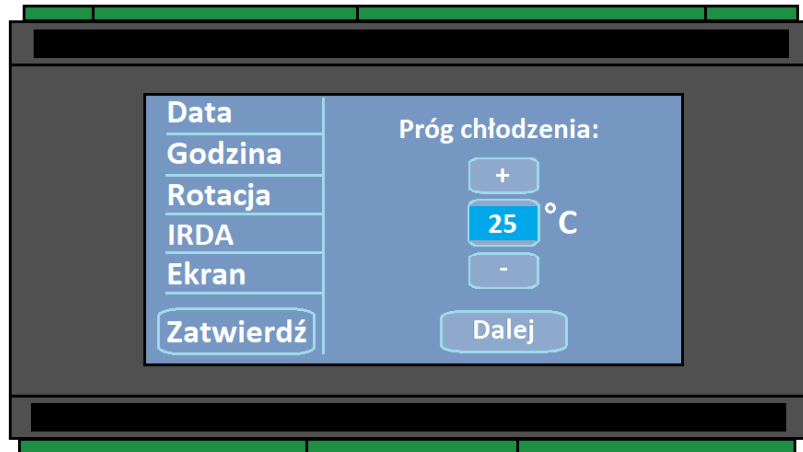 Data
Godzina
Rotacja
IRDA
Ekran
Zatwierdź
Próg chłodzenia:
+
25 °C
-
Dalej